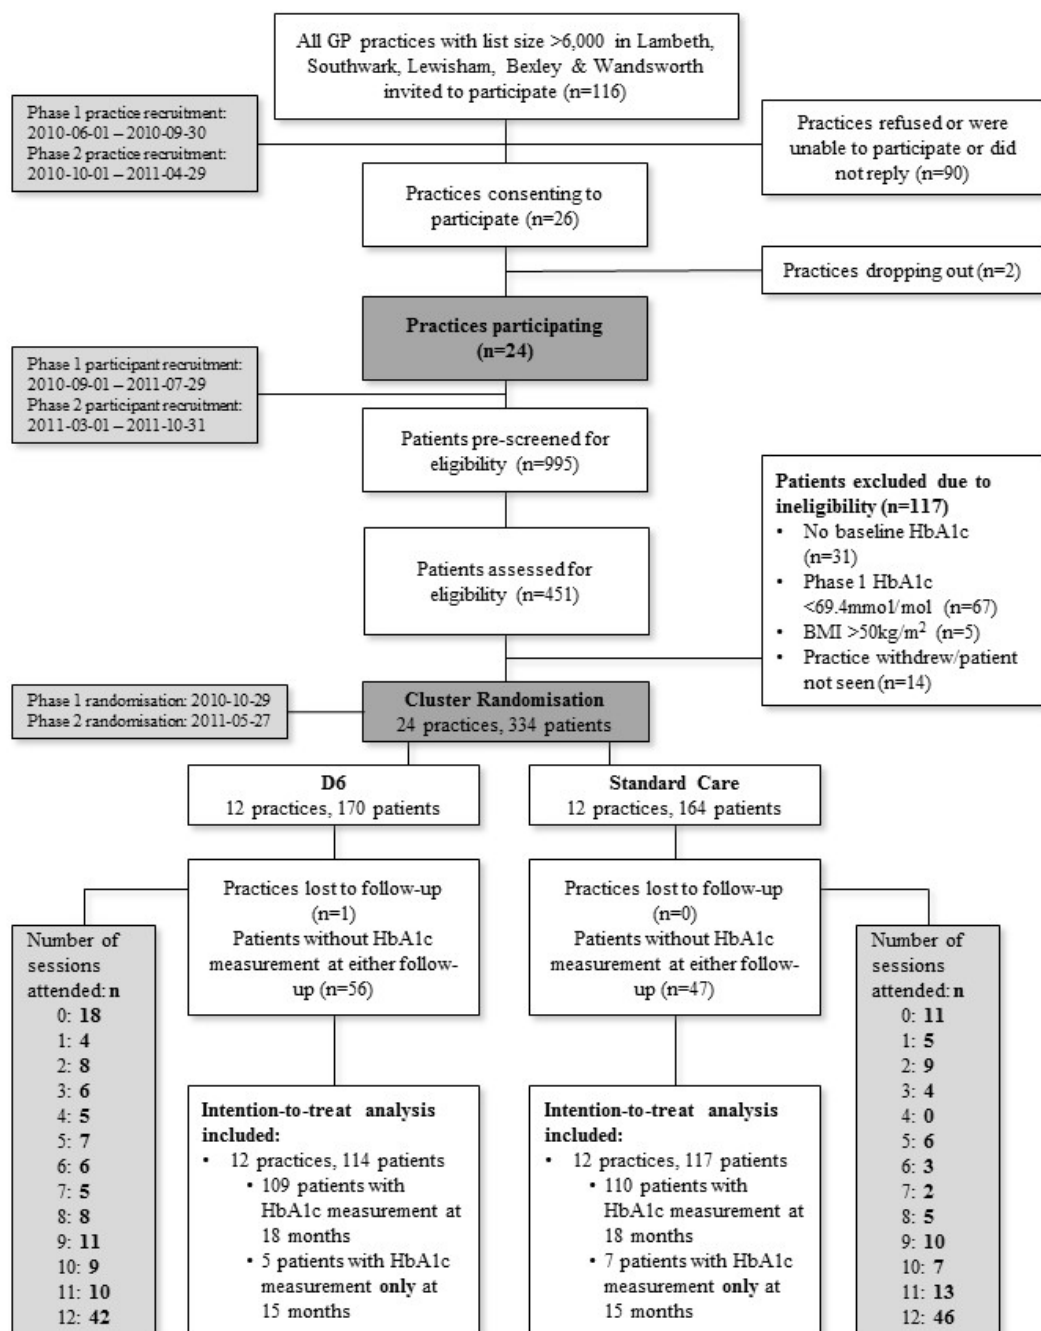 All GP practices with list size >6,000 in Lambeth,
Southwark, Lewisham, Bexley & Wandsworth
invited to participate (n=116)
Phase 1 practice recruitment:
2010-06-01 – 2010-09-30
Phase 2 practice recruitment:
2010-10-01 – 2011-04-29
Practices refused or were
unable to participate or did
not reply (n=90)
Practices consenting to
participate (n=26)
Practices dropping out (n=2)
Practices participating
(n=24)
Phase 1 participant recruitment:
2010-09-01 – 2011-07-29
Phase 2 participant recruitment:
2011-03-01 – 2011-10-31
Patients pre-screened for
eligibility (n=995)
Patients assessed for
eligibility (n=451)
Patients excluded due to
ineligibility (n=117)
• No baseline HbA1c
(n=31)
• Phase 1 HbA1c
<69.4mmol/mol (n=67)
• BMI >50kg/m² (n=5)
• Practice withdrew/patient
not seen (n=14)
Phase 1 randomisation: 2010-10-29
Phase 2 randomisation: 2011-05-27
Cluster Randomisation
24 practices, 334 patients
D6
12 practices, 170 patients
Standard Care
12 practices, 164 patients
Practices lost to follow-up
(n=1)
Patients without HbA1c
measurement at either follow-
up (n=56)
Practices lost to follow-up
(n=0)
Patients without HbA1c
measurement at either follow-
up (n=47)
Number of
sessions
attended: n
0: 18
1: 4
2: 8
3: 6
4: 5
5: 7
6: 6
7: 5
8: 8
9: 11
10: 9
11: 10
12: 42
Intention-to-treat analysis
included:
• 12 practices, 114 patients
• 109 patients with
HbA1c measurement at
18 months
• 5 patients with HbA1c
measurement only at
15 months
Intention-to-treat analysis
included:
• 12 practices, 117 patients
• 110 patients with
HbA1c measurement at
18 months
• 7 patients with HbA1c
measurement only at
15 months
Number of
sessions
attended: n
0: 11
1: 5
2: 9
3: 4
4: 0
5: 6
6: 3
7: 2
8: 5
9: 10
10: 7
11: 13
12: 46